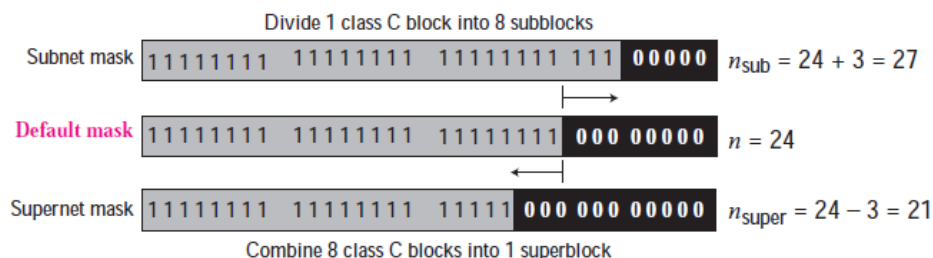 Divide 1 class C block into 8 subblocks
Subnet mask 11111111 11111111 11111111 111 00000 nsub = 24 + 3 = 27
Default mask 11111111 11111111 11111111 000 00000 n = 24
Supernet mask 11111111 11111111 11111 000 000 00000 nsuper = 24 – 3 = 21
Combine 8 class C blocks into 1 superblock